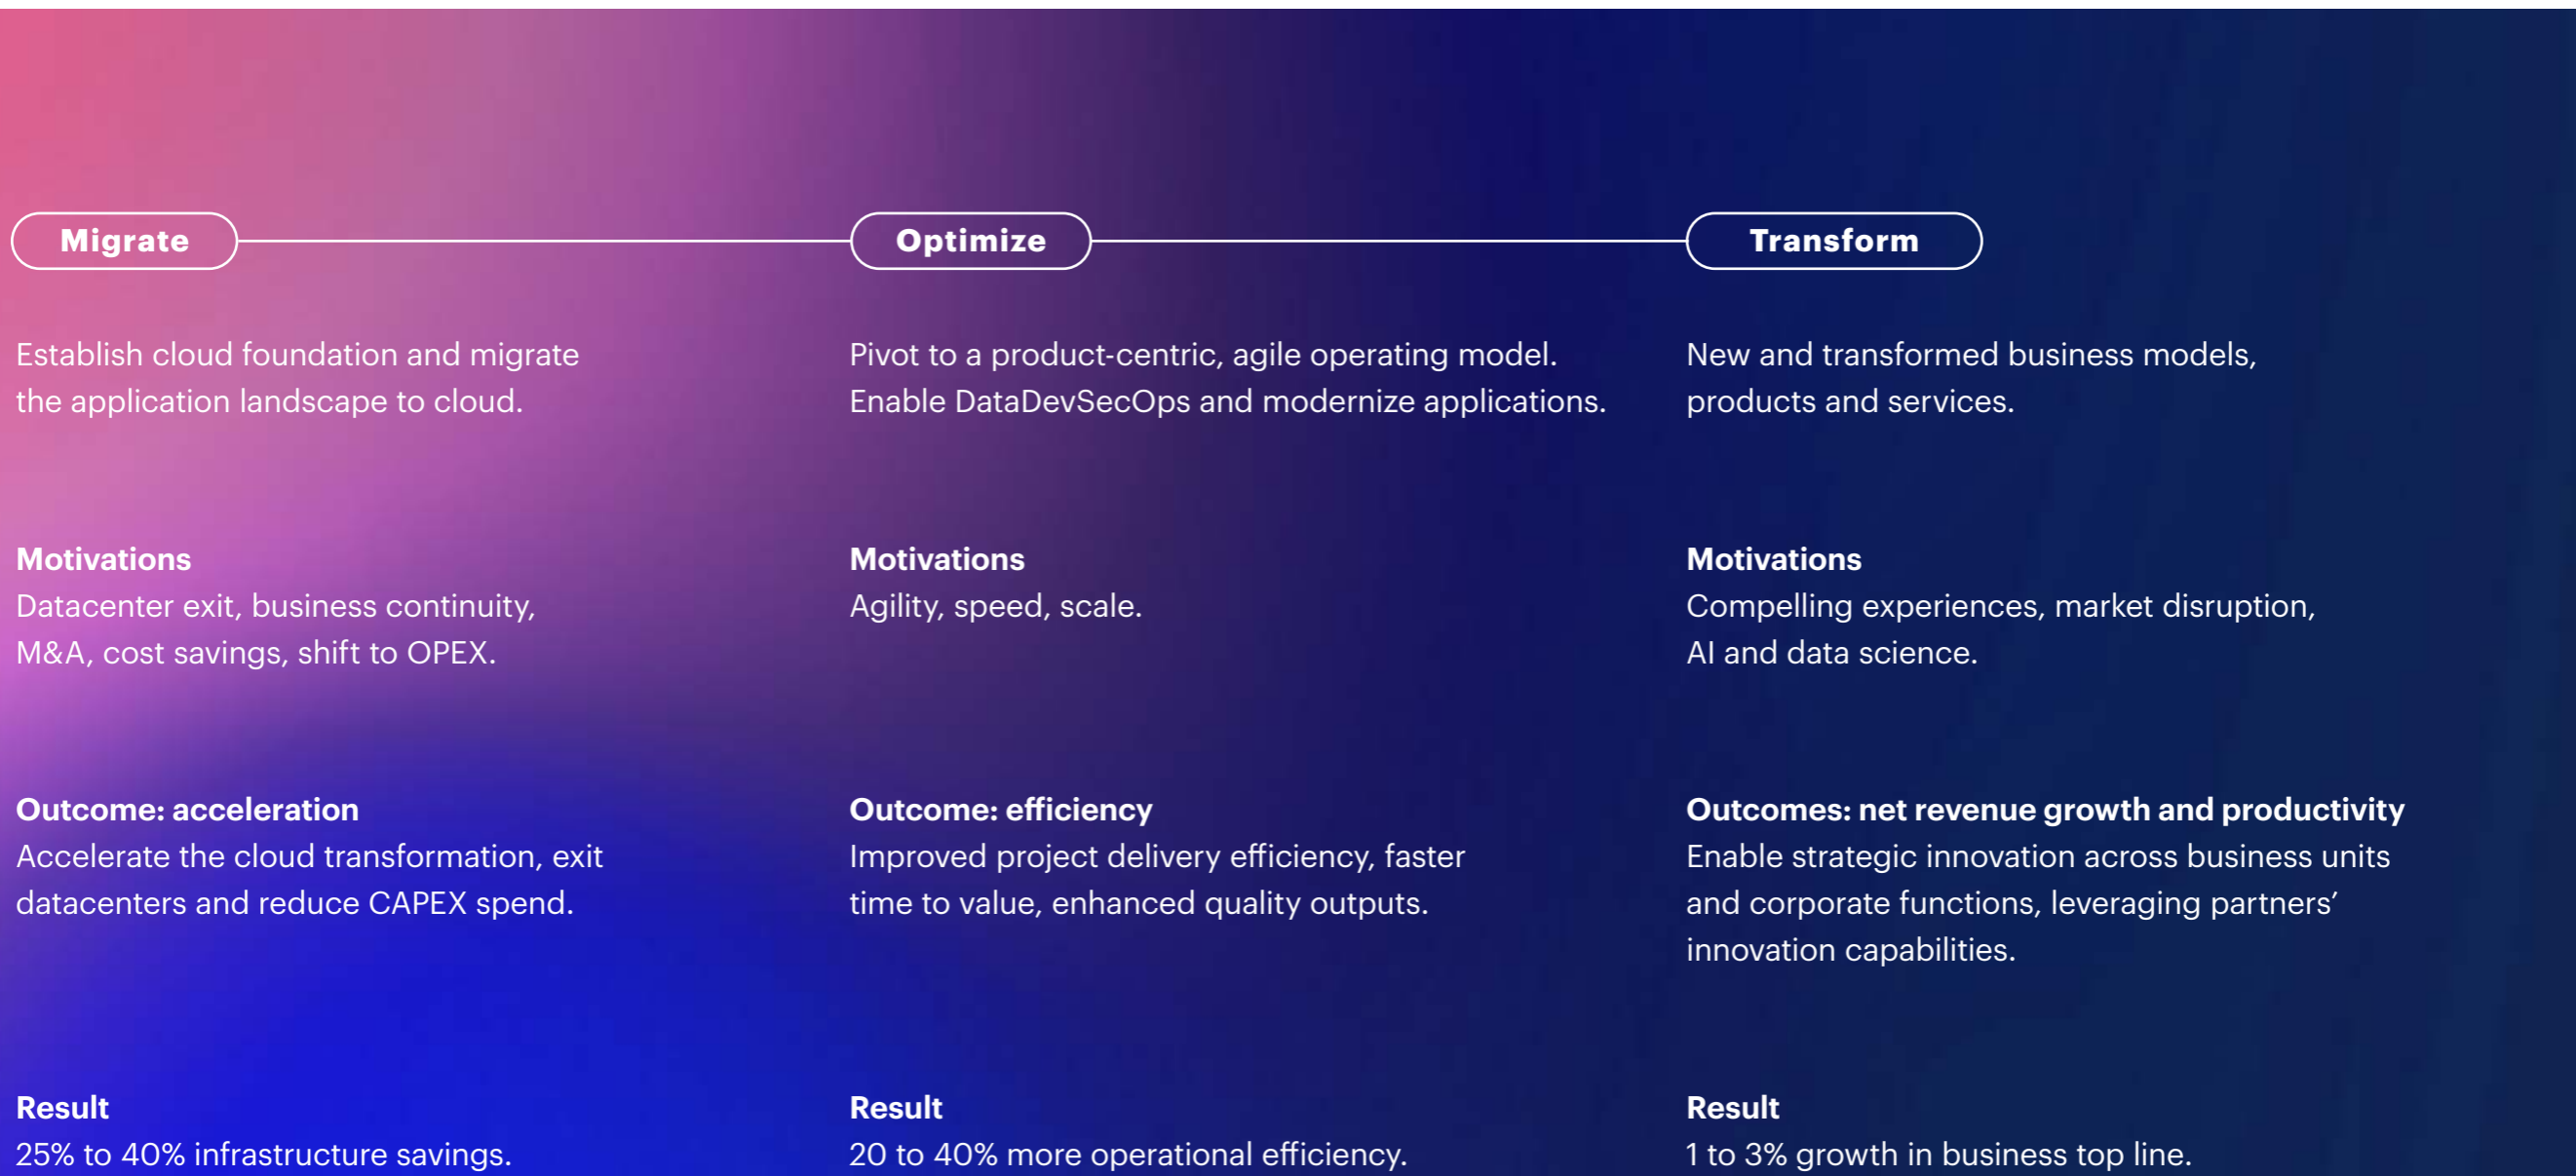 Migrate
Establish cloud foundation and migrate
the application landscape to cloud.
Motivations
Datacenter exit, business continuity,
M&A, cost savings, shift to OPEX.
Outcome: acceleration
Accelerate the cloud transformation, exit
datacenters and reduce CAPEX spend.
Result
25% to 40% infrastructure savings.
Optimize
Pivot to a product-centric, agile operating model.
Enable DataDevSecOps and modernize applications.
Motivations
Agility, speed, scale.
Outcome: efficiency
Improved project delivery efficiency, faster
time to value, enhanced quality outputs.
Result
20 to 40% more operational efficiency.
Transform
New and transformed business models,
products and services.
Motivations
Compelling experiences, market disruption,
AI and data science.
Outcomes: net revenue growth and productivity
Enable strategic innovation across business units
and corporate functions, leveraging partners’
innovation capabilities.
Result
1 to 3% growth in business top line.